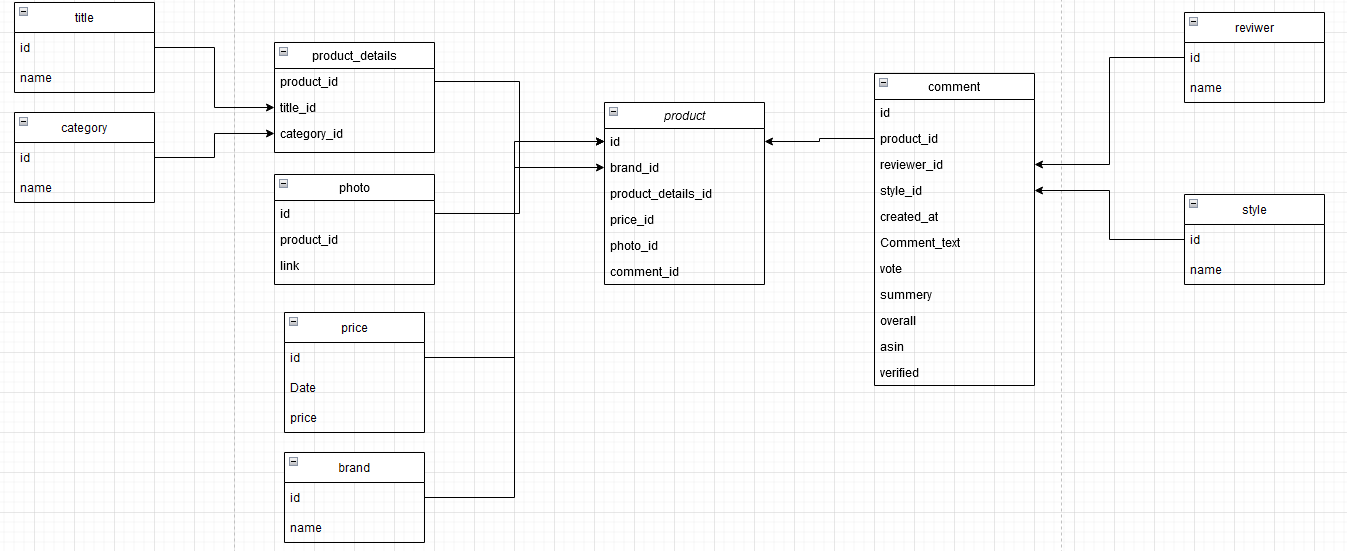 title
id
name
category
id
name
product_details
product_id
title_id
category_id
photo
id
product_id
link
price
id
Date
price
brand
id
name
product
id
brand_id
product_details_id
price_id
photo_id
comment_id
comment
id
product_id
reviewer_id
style_id
created_at
Comment_text
vote
summery
overall
asin
verified
reviwer
id
name
style
id
name